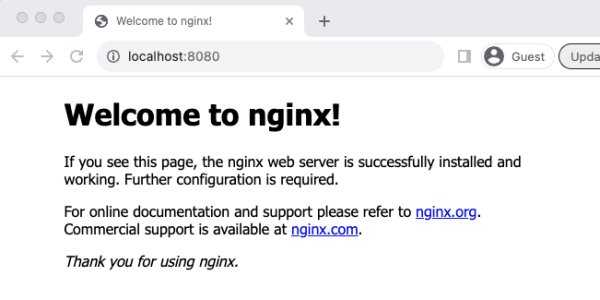 Welcome to nginx!
localhost:8080
Guest
Upda
Welcome to nginx!
If you see this page, the nginx web server is successfully installed and
working. Further configuration is required.
For online documentation and support please refer to nginx.org.
Commercial support is available at nginx.com.
Thank you for using nginx.